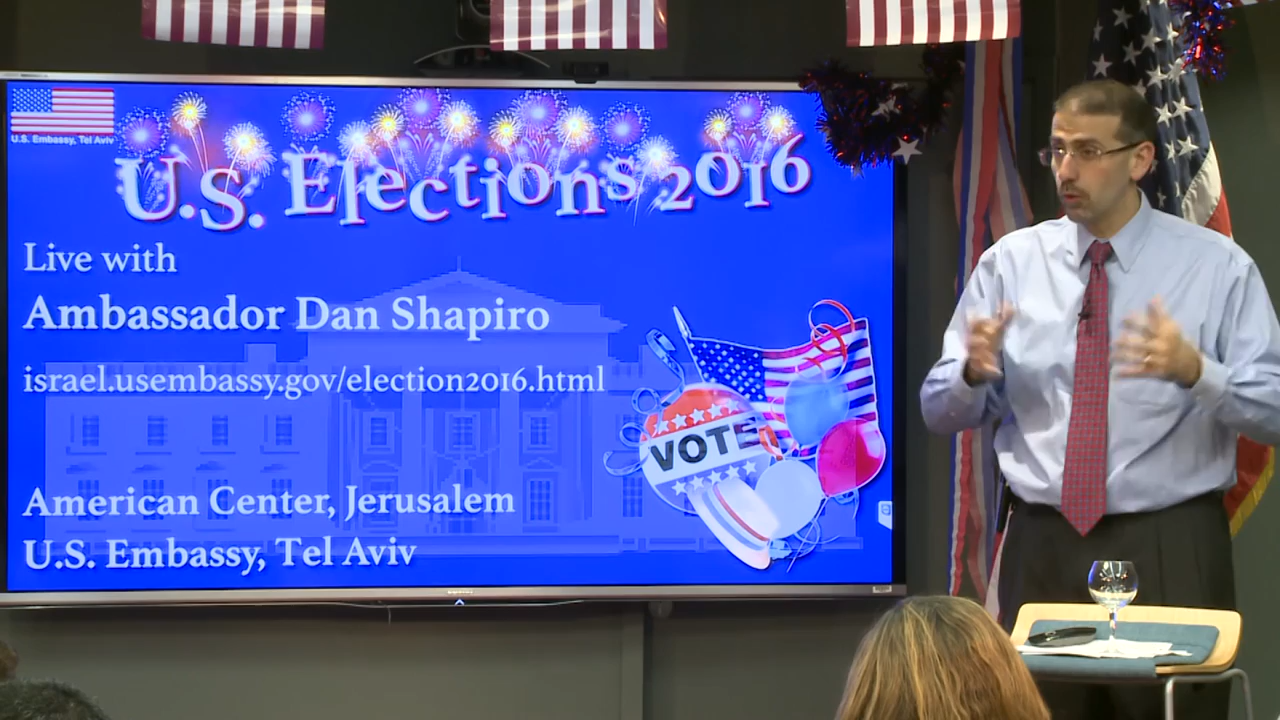 U.S. Embassy, Tel Aviv
U.S. Elections 2016
Live with
Ambassador Dan Shapiro
israel.usembassy.gov/election2016.html
VOTE
American Center, Jerusalem
U.S. Embassy, Tel Aviv